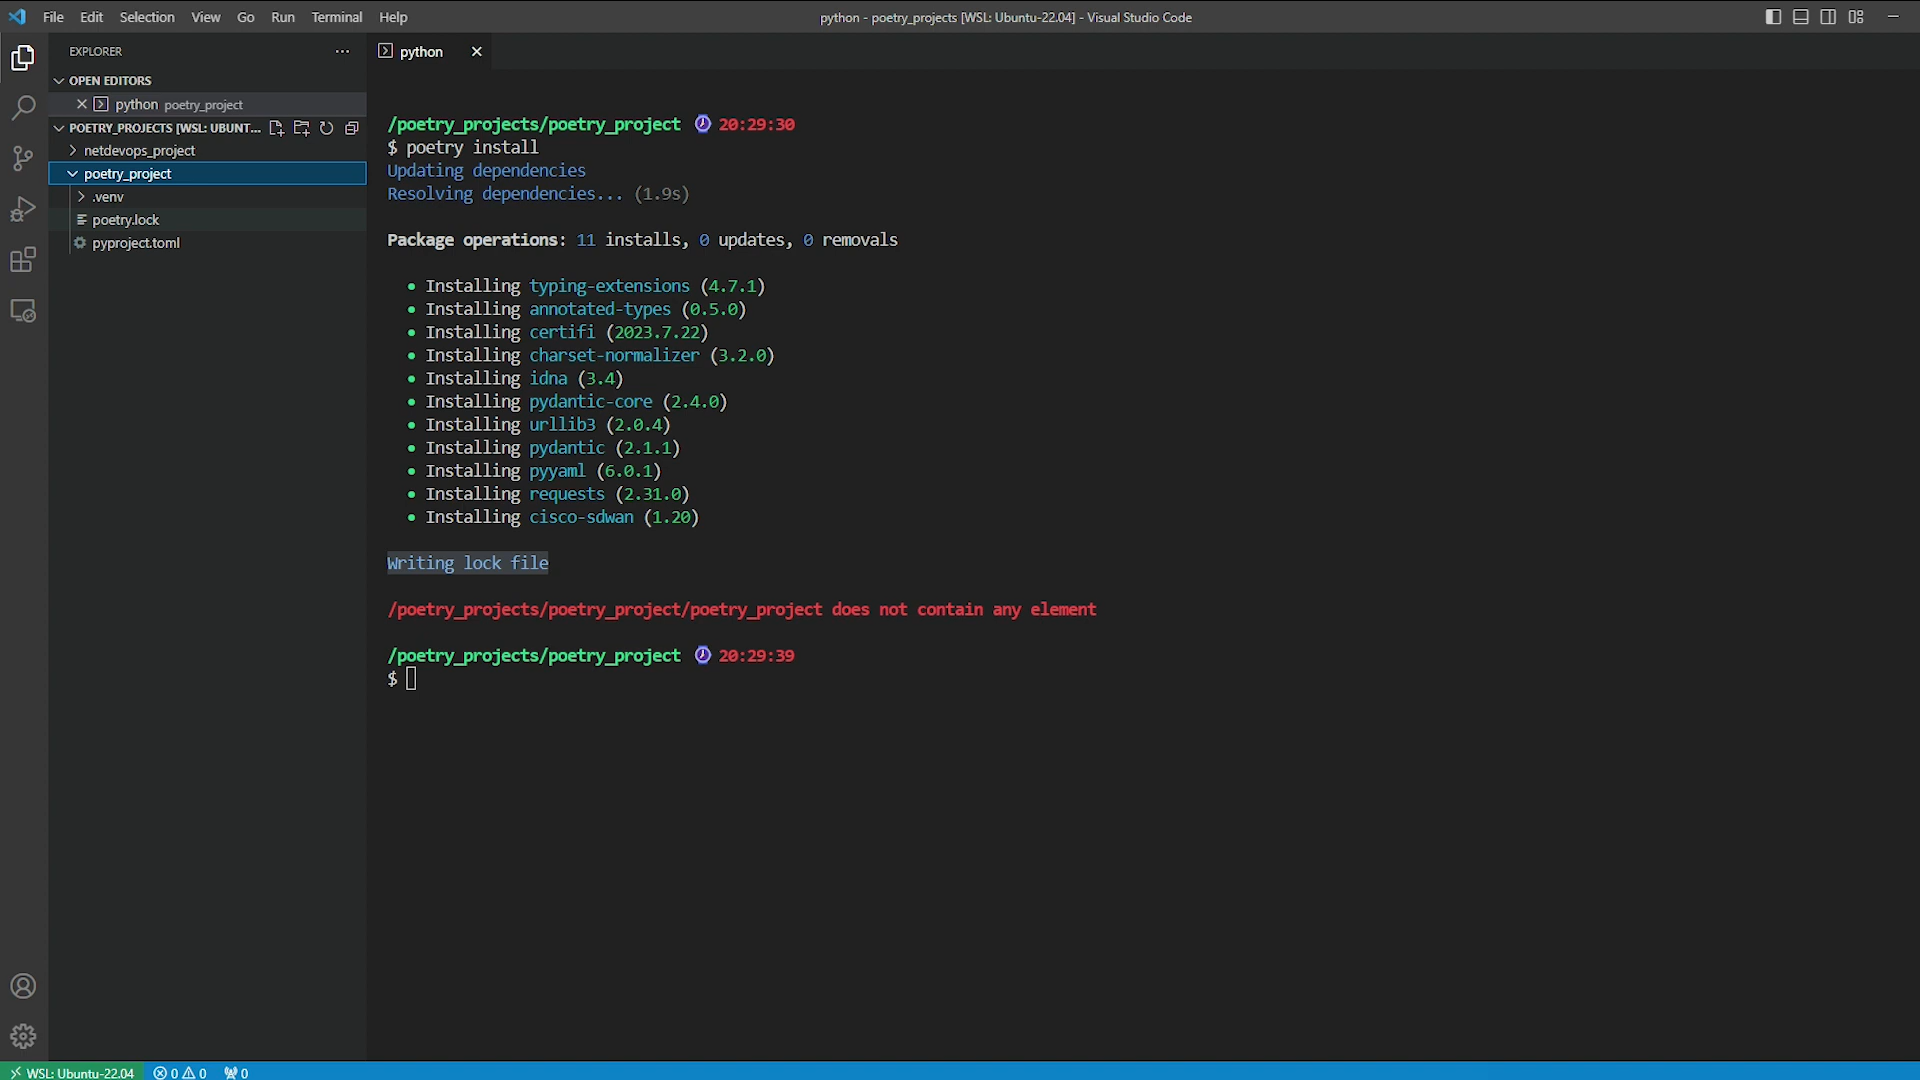 File Edit Selection View Go Run Terminal Help
python - poetry_projects [WSL: Ubuntu-22.04] - Visual Studio Code
EXPLORER
OPEN EDITORS
python poetry_project
POETRY_PROJECTS [WSL: UBUNT...
netdevops_project
poetry_project
.venv
poetry.lock
pyproject.toml
python
/poetry_projects/poetry_project 20:29:30
$ poetry install
Updating dependencies
Resolving dependencies... (1.9s)
Package operations: 11 installs, 0 updates, 0 removals
• Installing typing-extensions (4.7.1)
• Installing annotated-types (0.5.0)
• Installing certifi (2023.7.22)
• Installing charset-normalizer (3.2.0)
• Installing idna (3.4)
• Installing pydantic-core (2.4.0)
• Installing urllib3 (2.0.4)
• Installing pydantic (2.1.1)
• Installing pyyaml (6.0.1)
• Installing requests (2.31.0)
• Installing cisco-sdwan (1.20)
Writing lock file
/poetry_projects/poetry_project/poetry_project does not contain any element
/poetry_projects/poetry_project 20:29:39
$
WSL: Ubuntu-22.04 0 0 0